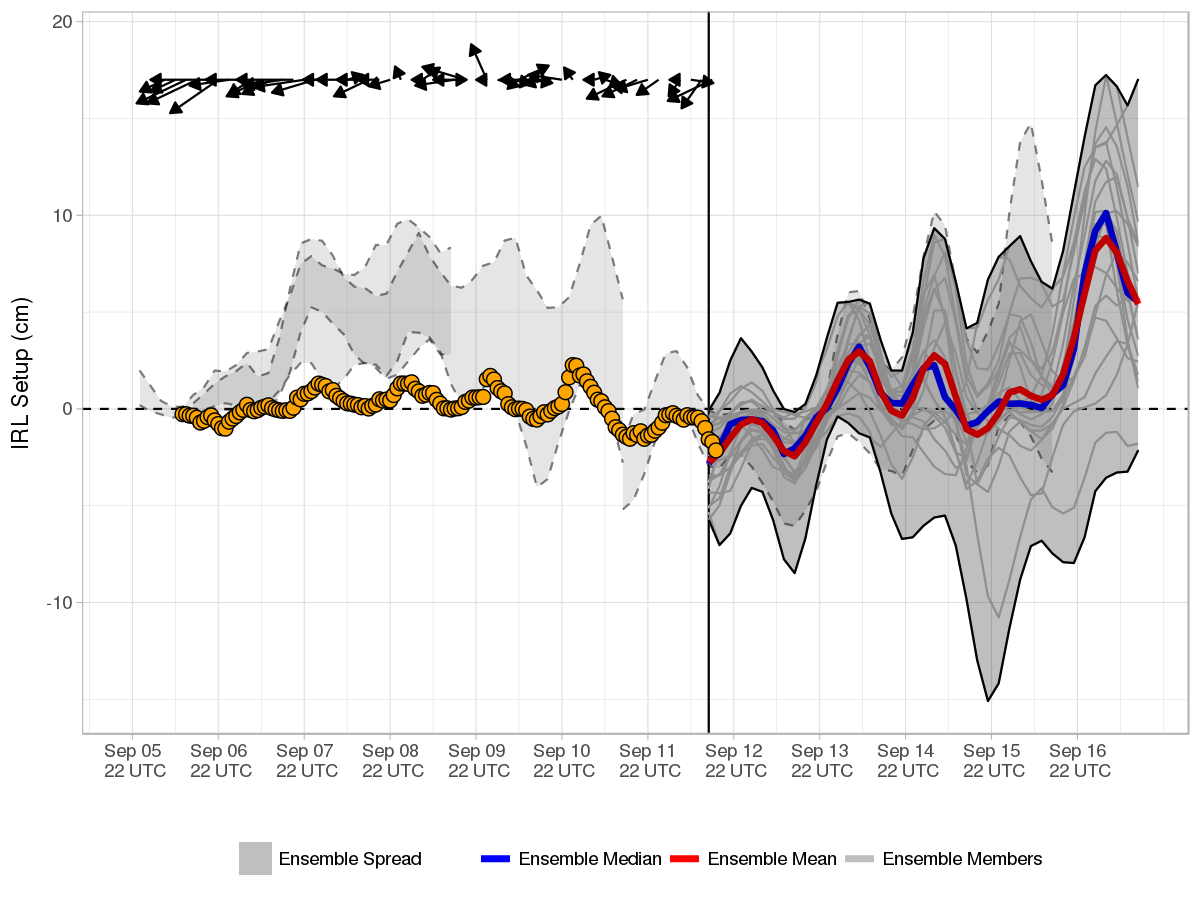 20
10
0
-10
IRL Setup (cm)
Sep 05 Sep 06 Sep 07 Sep 08 Sep 09 Sep 10 Sep 11 Sep 12 Sep 13 Sep 14 Sep 15 Sep 16
22 UTC 22 UTC 22 UTC 22 UTC 22 UTC 22 UTC 22 UTC 22 UTC 22 UTC 22 UTC 22 UTC 22 UTC
Ensemble Spread Ensemble Median Ensemble Mean Ensemble Members